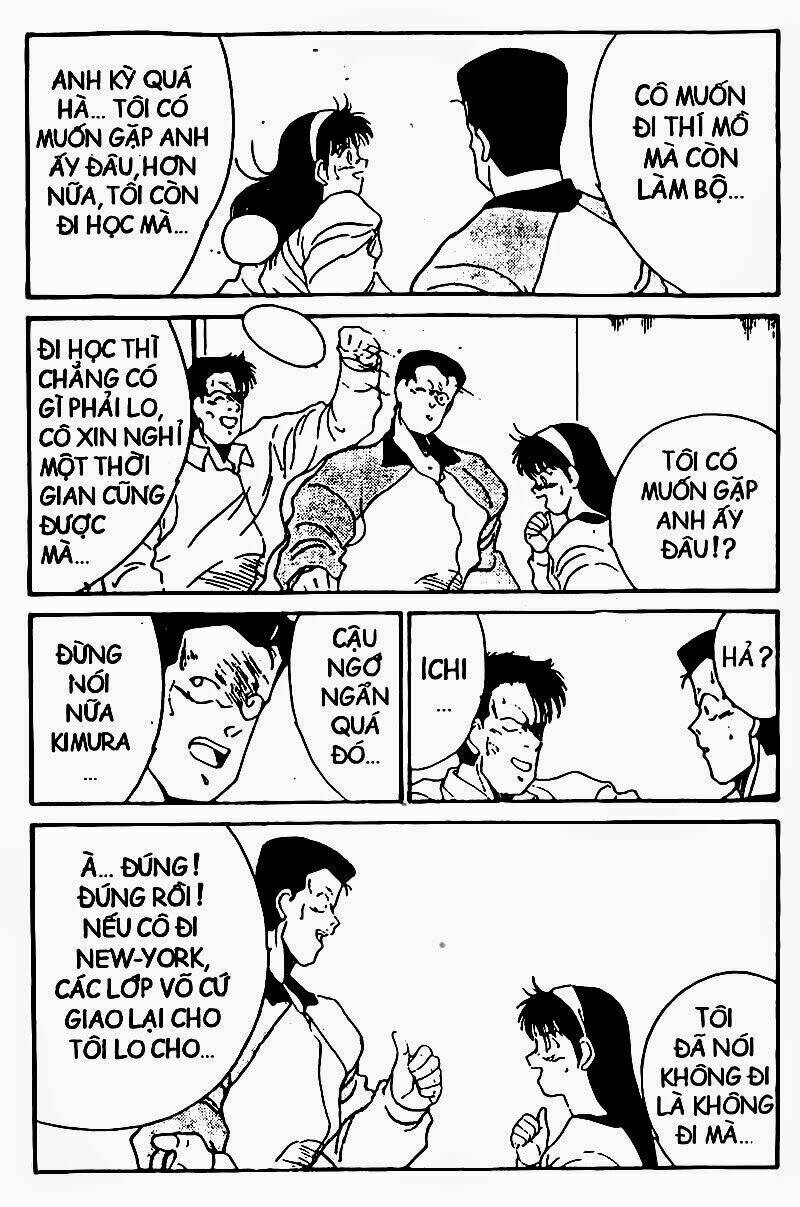 CÔ MUỐN
ĐI THÍ MỒ
MÀ CÒN
LÀM BỘ...
ANH KỲ QUÁ
HÀ... TÔI CÓ
MUỐN GẶP ANH
ẤY ĐÂU, HƠN
NỮA, TÔI CÒN
ĐI HỌC MÀ...
TÔI CÓ
MUỐN GẶP
ANH ẤY
ĐÂU!?
ĐI HỌC THÌ
CHẲNG CÓ
GÌ PHẢI LO,
CÔ XIN NGHỈ
MỘT THỜI
GIAN CŨNG
ĐƯỢC
MÀ...
HẢ?
ICHI
...
CẬU
NGƠ
NGẨN
QUÁ
ĐÓ...
ĐỪNG
NÓI
NỮA
KIMURA
...
TÔI
ĐÃ NÓI
KHÔNG ĐI
LÀ KHÔNG
ĐI MÀ...
À... ĐÚNG!
ĐÚNG RỒI!
NẾU CÔ ĐI
NEW-YORK,
CÁC LỚP VÕ CỨ
GIAO LẠI CHO
TÔI LO CHO...